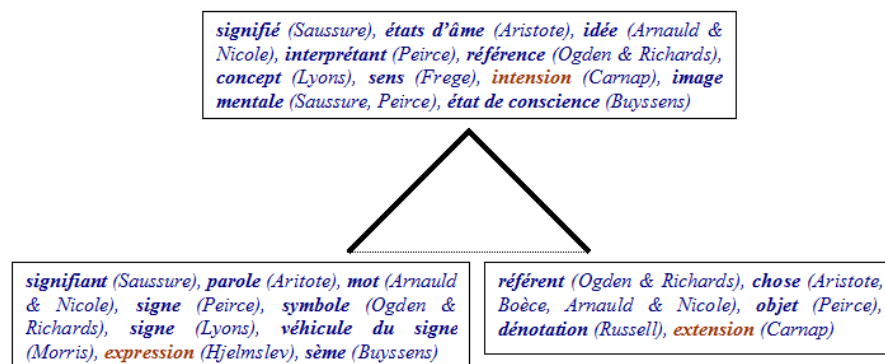 signifié (Saussure), états d'âme (Aristote), idée (Arnauld &
Nicole), interprétant (Peirce), référence (Ogden & Richards),
concept (Lyons), sens (Frege), intension (Carnap), image
mentale (Saussure, Peirce), état de conscience (Buyssens)
signifiant (Saussure), parole (Aritote), mot (Arnauld
& Nicole), signe (Peirce), symbole (Ogden &
Richards), signe (Lyons), véhicule du signe
(Morris), expression (Hjelmslev), sème (Buyssens)
référent (Ogden & Richards), chose (Aristote,
Boèce, Arnauld & Nicole), objet (Peirce),
dénotation (Russell), extension (Carnap)